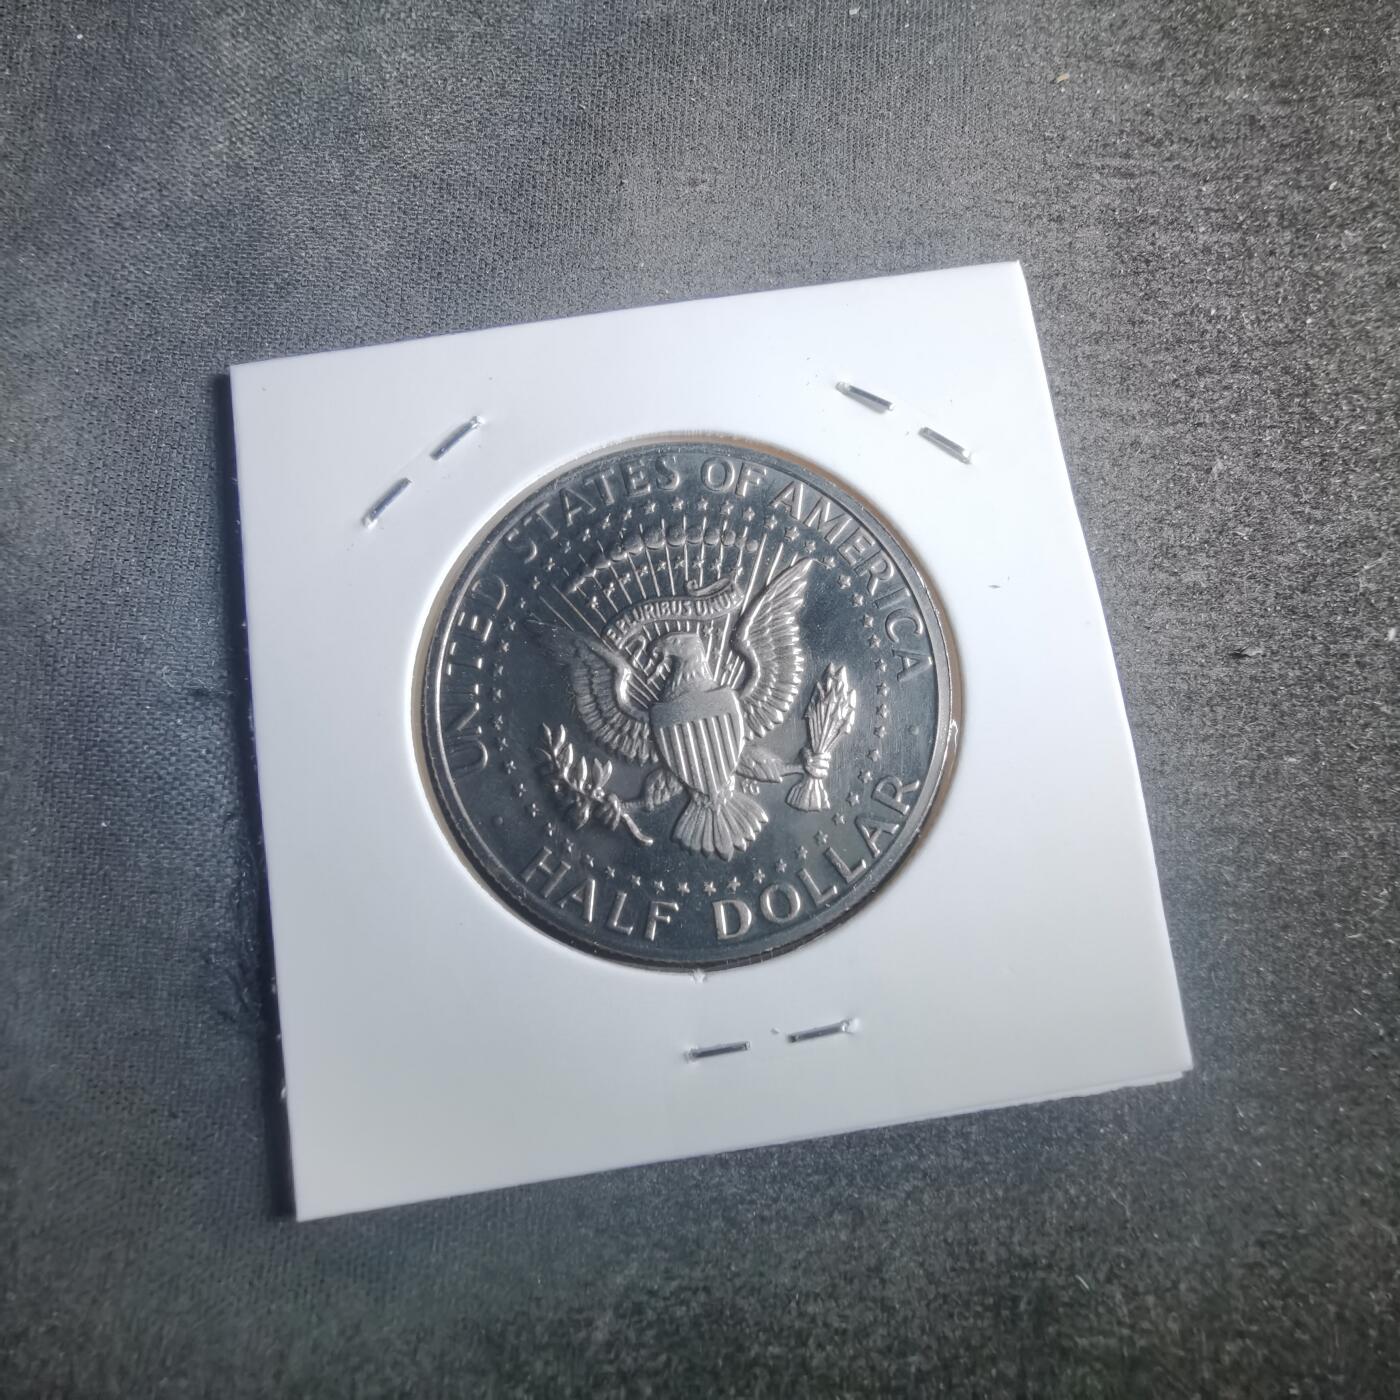 UNITED STATES OF AMERICA
E PLURIBUS UNUM
HALF DOLLAR